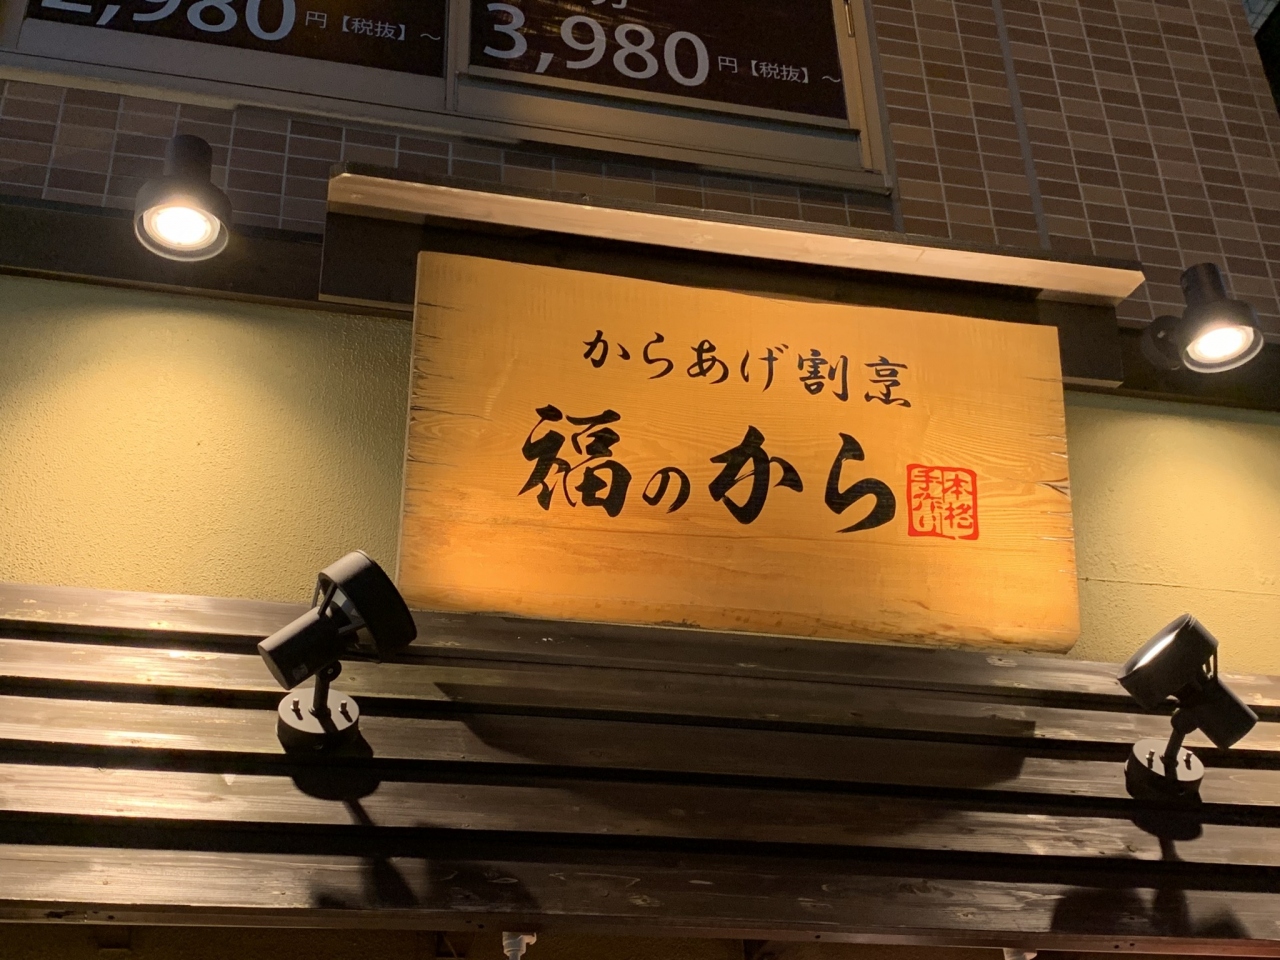 2,980円【税抜】～
3,980円【税抜】～
からあげ割烹
福のから
本格
手作り